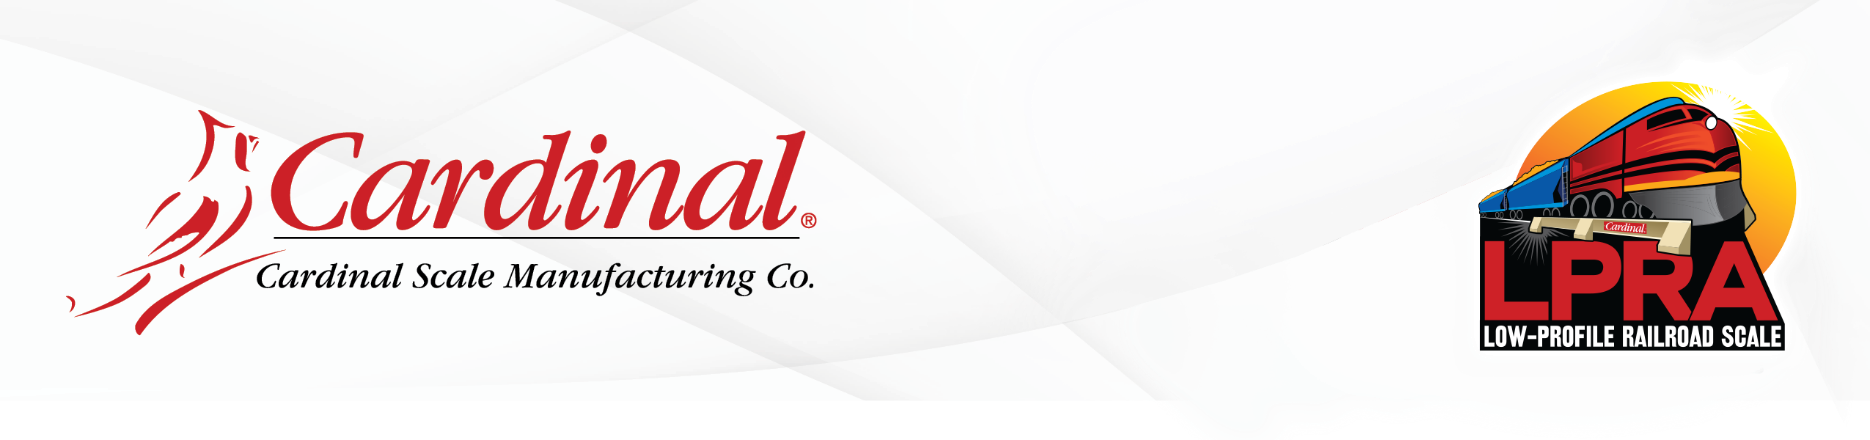 Cardinal®
Cardinal Scale Manufacturing Co.
Cardinal
LPRA
LOW-PROFILE RAILROAD SCALE